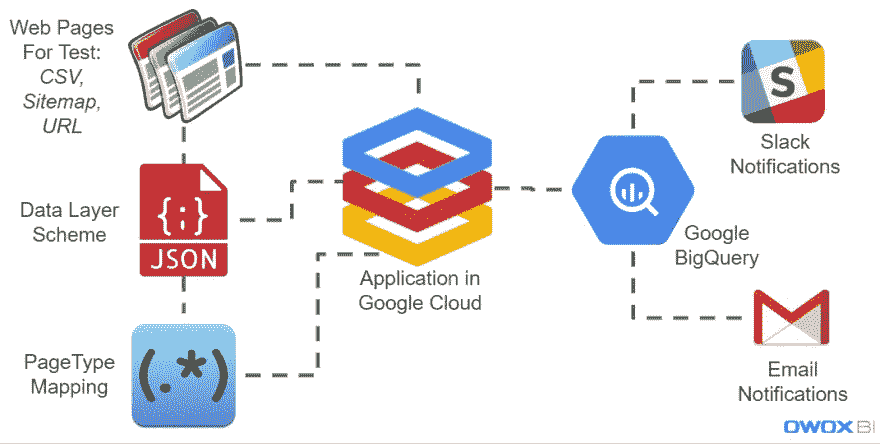 Web Pages
For Test:
CSV,
Sitemap,
URL
Data Layer
Scheme
{;}
JSON
PageType
Mapping
(.*)
Application in
Google Cloud
Google
BigQuery
S
Slack
Notifications
Email
Notifications
OWOX BI